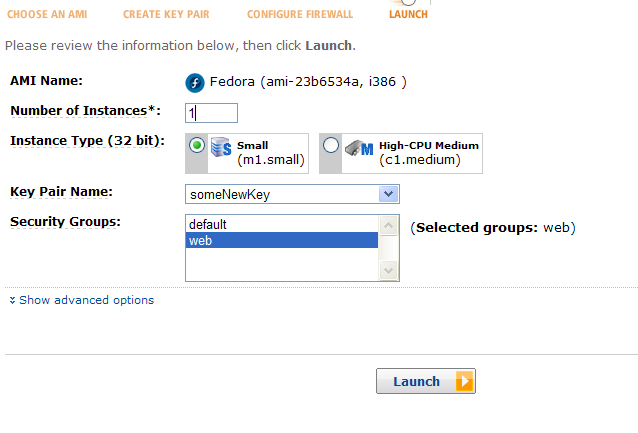 CHOOSE AN AMI CREATE KEY PAIR CONFIGURE FIREWALL LAUNCH
Please review the information below, then click Launch.
AMI Name: Fedora (ami-23b6534a, i386 )
Number of Instances*: 1
Instance Type (32 bit): S Small (m1.small) M High-CPU Medium (c1.medium)
Key Pair Name: someNewKey
Security Groups: default
web
(Selected groups: web)
Show advanced options
Launch